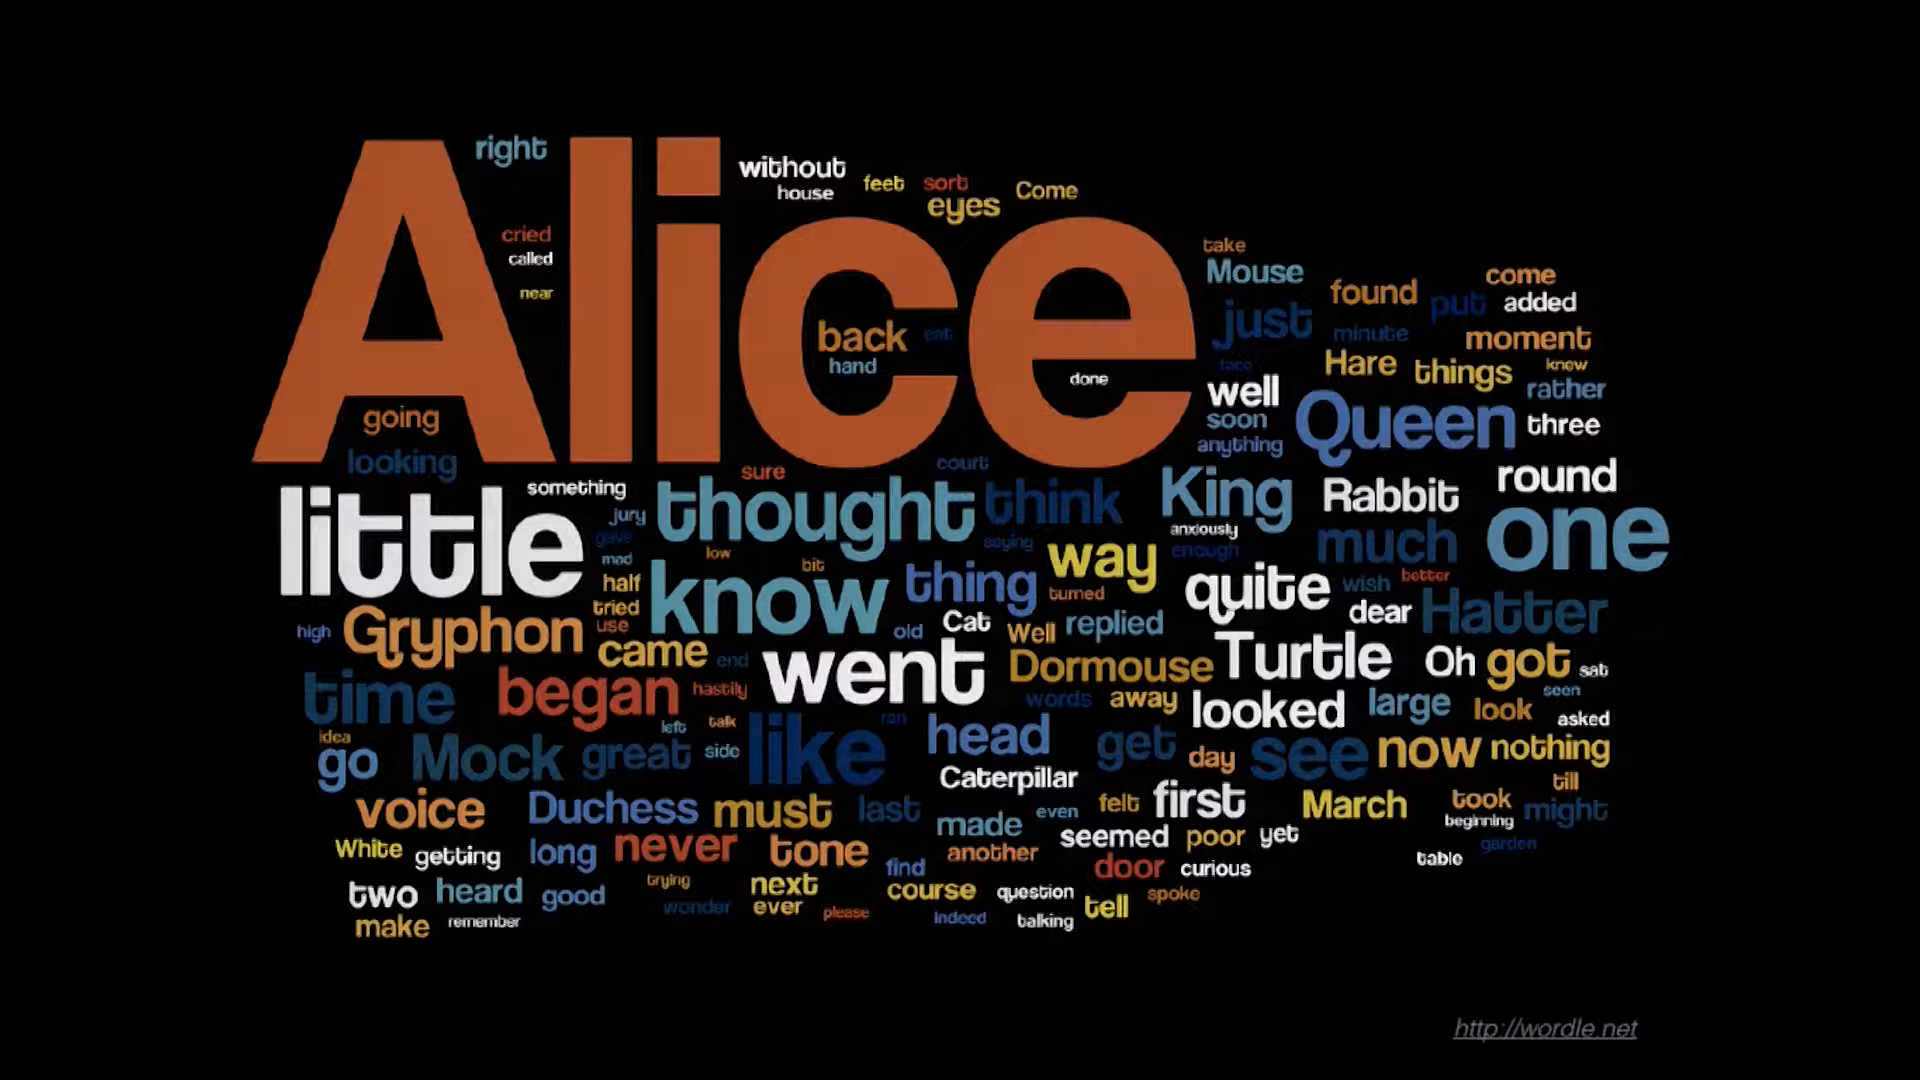 right
without
house
feet
sort
eyes
Come
cried
called
near
take
Mouse
found
put
come
added
just
minute
moment
back
eat
hand
done
face
Hare
things
knew
rather
well
soon
anything
Queen
three
Alice
going
looking
sure
court
something
little
jury
thought
think
King
Rabbit
round
anxiously
one
gave
mad
low
saying
way
enough
much
half
bit
know
thing
turned
quite
wish
better
tried
use
dear
Hatter
high
Gryphon
old
Cat
Well
replied
came
end
went
Dormouse
Turtle
Oh
got
sat
time
began
hastily
words
away
looked
large
look
seen
asked
left
talk
ran
idea
go
Mock
great
side
like
head
get
day
see
now
nothing
Caterpillar
till
voice
Duchess
must
last
made
even
felt
first
March
took
beginning
might
White
getting
long
never
tone
find
another
seemed
poor
yet
door
curious
table
garden
two
heard
good
trying
next
course
question
tell
spoke
make
remember
wonder
ever
please
indeed
talking
http://wordle.net